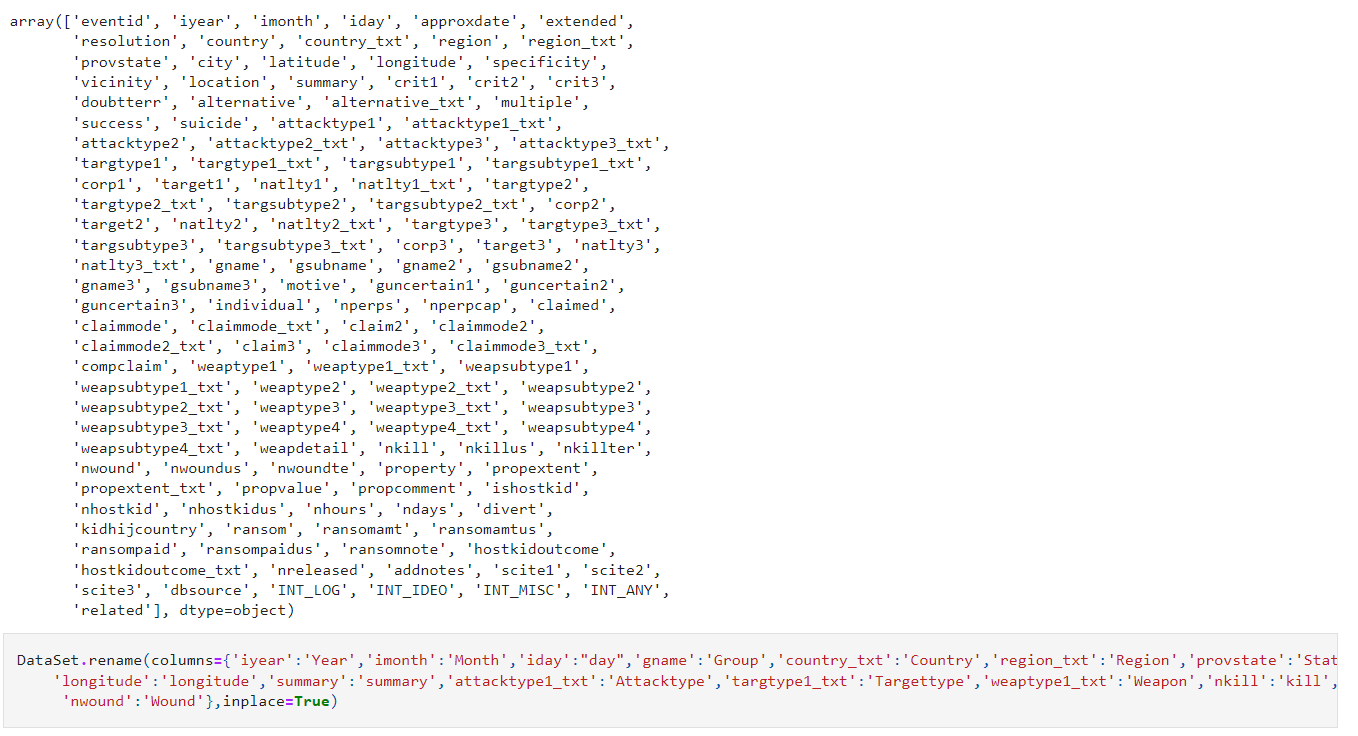 array(['eventid', 'iyear', 'imonth', 'iday', 'approxdate', 'extended',
'resolution', 'country', 'country_txt', 'region', 'region_txt',
'provstate', 'city', 'latitude', 'longitude', 'specificity',
'vicinity', 'location', 'summary', 'crit1', 'crit2', 'crit3',
'doubtterr', 'alternative', 'alternative_txt', 'multiple',
'success', 'suicide', 'attacktype1', 'attacktype1_txt',
'attacktype2', 'attacktype2_txt', 'attacktype3', 'attacktype3_txt',
'targtype1', 'targtype1_txt', 'targsubtype1', 'targsubtype1_txt',
'corp1', 'target1', 'natlty1', 'natlty1_txt', 'targtype2',
'targtype2_txt', 'targsubtype2', 'targsubtype2_txt', 'corp2',
'target2', 'natlty2', 'natlty2_txt', 'targtype3', 'targtype3_txt',
'targsubtype3', 'targsubtype3_txt', 'corp3', 'target3', 'natlty3',
'natlty3_txt', 'gname', 'gsubname', 'gname2', 'gsubname2',
'gname3', 'gsubname3', 'motive', 'guncertain1', 'guncertain2',
'guncertain3', 'individual', 'nperps', 'nperpcap', 'claimed',
'claimmode', 'claimmode_txt', 'claim2', 'claimmode2',
'claimmode2_txt', 'claim3', 'claimmode3', 'claimmode3_txt',
'compclaim', 'weaptype1', 'weaptype1_txt', 'weapsubtype1',
'weapsubtype1_txt', 'weaptype2', 'weaptype2_txt', 'weapsubtype2',
'weapsubtype2_txt', 'weaptype3', 'weaptype3_txt', 'weapsubtype3',
'weapsubtype3_txt', 'weaptype4', 'weaptype4_txt', 'weapsubtype4',
'weapsubtype4_txt', 'weapdetail', 'nkill', 'nkillus', 'nkillter',
'nwound', 'nwoundus', 'nwoundte', 'property', 'propextent',
'propextent_txt', 'propvalue', 'propcomment', 'ishostkid',
'nhostkid', 'nhostkidus', 'nhours', 'ndays', 'divert',
'kidhijcountry', 'ransom', 'ransomamt', 'ransomamtus',
'ransompaid', 'ransompaidus', 'ransomnote', 'hostkidoutcome',
'hostkidoutcome_txt', 'nreleased', 'addnotes', 'scite1', 'scite2',
'scite3', 'dbsource', 'INT_LOG', 'INT_IDEO', 'INT_MISC', 'INT_ANY',
'related'], dtype=object)
DataSet.rename(columns={'iyear':'Year','imonth':'Month','iday':"day",'gname':'Group','country_txt':'Country','region_txt':'Region','provstate':'Stat
'longitude':'longitude','summary':'summary','attacktype1_txt':'Attacktype','targtype1_txt':'Targettype','weaptype1_txt':'Weapon','nkill':'kill',
'nwound':'Wound'},inplace=True)